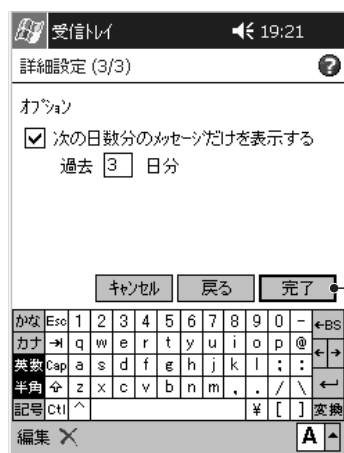 受信トレイ 19:21
詳細設定 (3/3) ?
オプション
次の日数分のメッセージだけを表示する
過去 3 日分
キャンセル 戻る 完了
かな Esc 1 2 3 4 5 6 7 8 9 0 - ←BS
カナ →| q w e r t y u i o p @ ← →
英数 Cap a s d f g h j k l ; :
半角 ⇧ z x c v b n m , . / \ ↵
記号 Ctl ^ ¥ [ ] 変換
編集 A